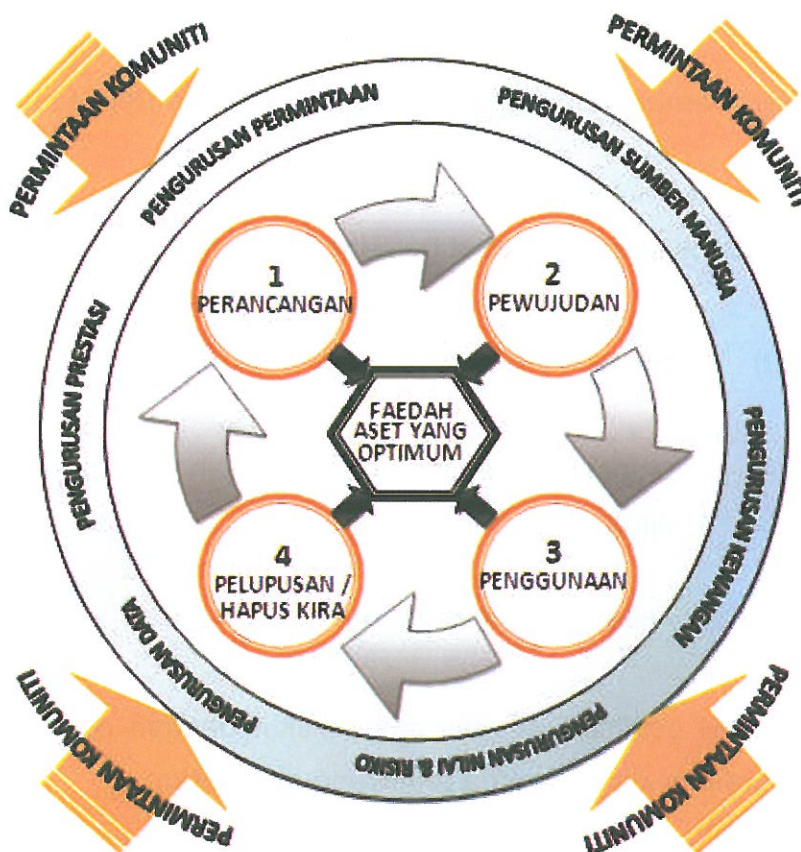 PERMINTAAN KOMUNITI
PERMINTAAN KOMUNITI
PENGURUSAN PERMINTAAN
PENGURUSAN SUMBER MANUSIA
1
PERANCANGAN
2
PEWUJUDAN
PENGURUSAN PRESTASI
FAEDAH
ASET YANG
OPTIMUM
PENGURUSAN KEWANGAN
4
PELUPUSAN /
HAPUS KIRA
3
PENGGUNAAN
PENGURUSAN DATA
PENGURUSAN NILAI & RISIKO
PERMINTAAN KOMUNITI
PERMINTAAN KOMUNITI